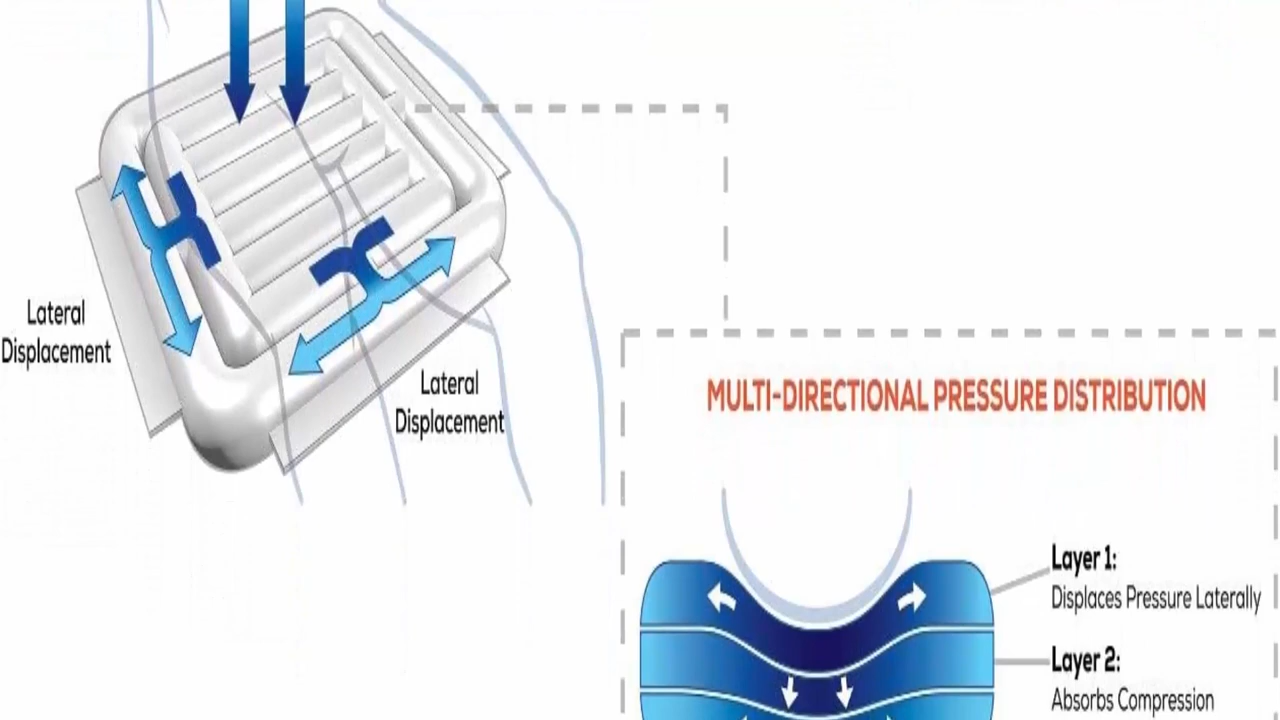 Lateral
Displacement
Lateral
Displacement
MULTI-DIRECTIONAL PRESSURE DISTRIBUTION
Layer 1:
Displaces Pressure Laterally
Layer 2:
Absorbs Compression